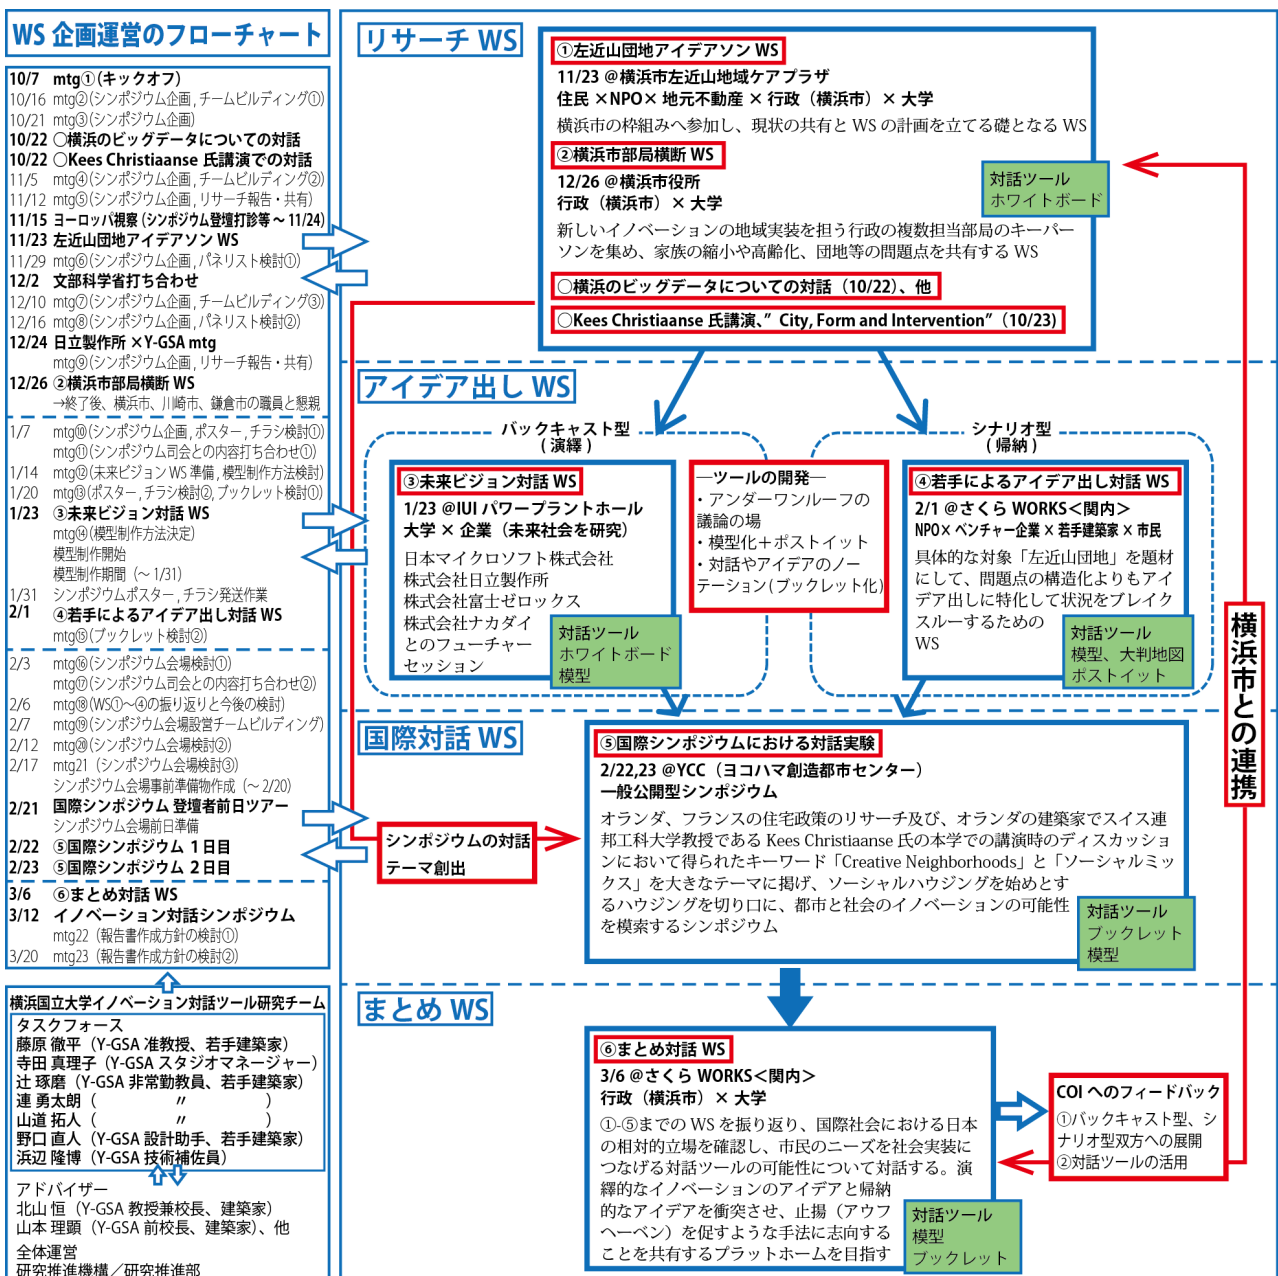 WS 企画運営のフローチャート
10/7 mtg①(キックオフ)
10/16 mtg②(シンポジウム企画,チームビルディング①)
10/21 mtg③(シンポジウム企画)
10/22 ○横浜のビッグデータについての対話
10/22 ○Kees Christiaanse 氏講演での対話
11/5 mtg④(シンポジウム企画,チームビルディング②)
11/12 mtg⑤(シンポジウム企画,リサーチ報告・共有)
11/15 ヨーロッパ視察(シンポジウム登壇打診等~11/24)
11/23 左近山団地アイデアソン WS
11/29 mtg⑥(シンポジウム企画,パネリスト検討①)
12/2 文部科学省打ち合わせ
12/10 mtg⑦(シンポジウム企画,チームビルディング③)
12/16 mtg⑧(シンポジウム企画,パネリスト検討②)
12/24 日立製作所 ×Y-GSA mtg
mtg⑨(シンポジウム企画,リサーチ報告・共有)
12/26 ②横浜市部局横断 WS
→終了後、横浜市、川崎市、鎌倉市の職員と懇親
1/7 mtg⑩(シンポジウム企画,ポスター,チラシ検討①)
mtg⑪(シンポジウム司会との内容打ち合わせ①)
1/14 mtg⑫(未来ビジョン WS 準備,模型制作方法検討)
1/20 mtg⑬(ポスター,チラシ検討②,ブックレット検討①)
1/23 ③未来ビジョン対話 WS
mtg⑭(模型制作方法決定)
模型制作開始
模型制作期間(~1/31)
1/31 シンポジウムポスター,チラシ発送作業
2/1 ④若手によるアイデア出し対話 WS
mtg⑮(ブックレット検討②)
2/3 mtg⑯(シンポジウム会場検討①)
mtg⑰(シンポジウム司会との内容打ち合わせ②)
2/6 mtg⑱(WS①~④の振り返りと今後の検討)
2/7 mtg⑲(シンポジウム会場設営チームビルディング)
2/12 mtg⑳(シンポジウム会場検討②)
2/17 mtg21(シンポジウム会場検討③)
シンポジウム会場事前準備物作成(~2/20)
2/21 国際シンポジウム 登壇者前日ツアー
シンポジウム会場前日準備
2/22 ⑤国際シンポジウム 1日目
2/23 ⑤国際シンポジウム 2日目
3/6 ⑥まとめ対話 WS
3/12 イノベーション対話シンポジウム
mtg22(報告書作成方針の検討①)
3/20 mtg23(報告書作成方針の検討②)
横浜国立大学イノベーション対話ツール研究チーム
タスクフォース
藤原 徹平(Y-GSA 准教授、若手建築家)
寺田 真理子(Y-GSA スタジオマネージャー)
辻 琢磨(Y-GSA 非常勤教員、若手建築家)
連 勇太朗( 〃 )
山道 拓人( 〃 )
野口 直人(Y-GSA 設計助手、若手建築家)
浜辺 隆博(Y-GSA 技術補佐員)
アドバイザー
北山 恒(Y-GSA 教授兼校長、建築家)
山本 理顕(Y-GSA 前校長、建築家)、他
全体運営
研究推進機構/研究推進部
リサーチ WS
①左近山団地アイデアソン WS
11/23 @横浜市左近山地域ケアプラザ
住民 ×NPO× 地元不動産 × 行政(横浜市)× 大学
横浜市の枠組みへ参加し、現状の共有と WS の計画を立てる礎となる WS
②横浜市部局横断 WS
12/26 @横浜市役所
行政(横浜市)× 大学
新しいイノベーションの地域実装を担う行政の複数担当部局のキーパー
ソンを集め、家族の縮小や高齢化、団地等の問題点を共有する WS
○横浜のビッグデータについての対話(10/22)、他
○Kees Christiaanse 氏講演、” City, Form and Intervention”(10/23)
対話ツール
ホワイトボード
アイデア出し WS
バックキャスト型
(演繹)
③未来ビジョン対話 WS
1/23 @IUI パワープラントホール
大学 × 企業(未来社会を研究)
日本マイクロソフト株式会社
株式会社日立製作所
株式会社富士ゼロックス
株式会社ナカダイ
とのフューチャー
セッション
対話ツール
ホワイトボード
模型
―ツールの開発―
・アンダーワンルーフの
議論の場
・模型化+ポストイット
・対話やアイデアのノー
テーション(ブックレット化)
シナリオ型
(帰納)
④若手によるアイデア出し対話 WS
2/1 @さくら WORKS<関内>
NPO× ベンチャー企業 × 若手建築家 × 市民
具体的な対象「左近山団地」を題材
にして、問題点の構造化よりもアイ
デア出しに特化して状況をブレイク
スルーするための
WS
対話ツール
模型、大判地図
ポストイット
横浜市との連携
国際対話 WS
⑤国際シンポジウムにおける対話実験
2/22,23 @YCC(ヨコハマ創造都市センター)
一般公開型シンポジウム
オランダ、フランスの住宅政策のリサーチ及び、オランダの建築家でスイス連
邦工科大学教授である Kees Christiaanse 氏の本学での講演時のディスカッショ
ンにおいて得られたキーワード「Creative Neighborhoods」と「ソーシャルミッ
クス」を大きなテーマに掲げ、ソーシャルハウジングを始めとす
るハウジングを切り口に、都市と社会のイノベーションの可能性
を模索するシンポジウム
対話ツール
ブックレット
模型
シンポジウムの対話
テーマ創出
まとめ WS
⑥まとめ対話 WS
3/6 @さくら WORKS<関内>
行政(横浜市)× 大学
①-⑤までの WS を振り返り、国際社会における日本
の相対的立場を確認し、市民のニーズを社会実装に
つなげる対話ツールの可能性について対話する。演
繹的なイノベーションのアイデアと帰納
的なアイデアを衝突させ、止揚(アウフ
ヘーベン)を促すような手法に志向する
ことを共有するプラットホームを目指す
対話ツール
模型
ブックレット
COI へのフィードバック
①バックキャスト型、シ
ナリオ型双方への展開
②対話ツールの活用